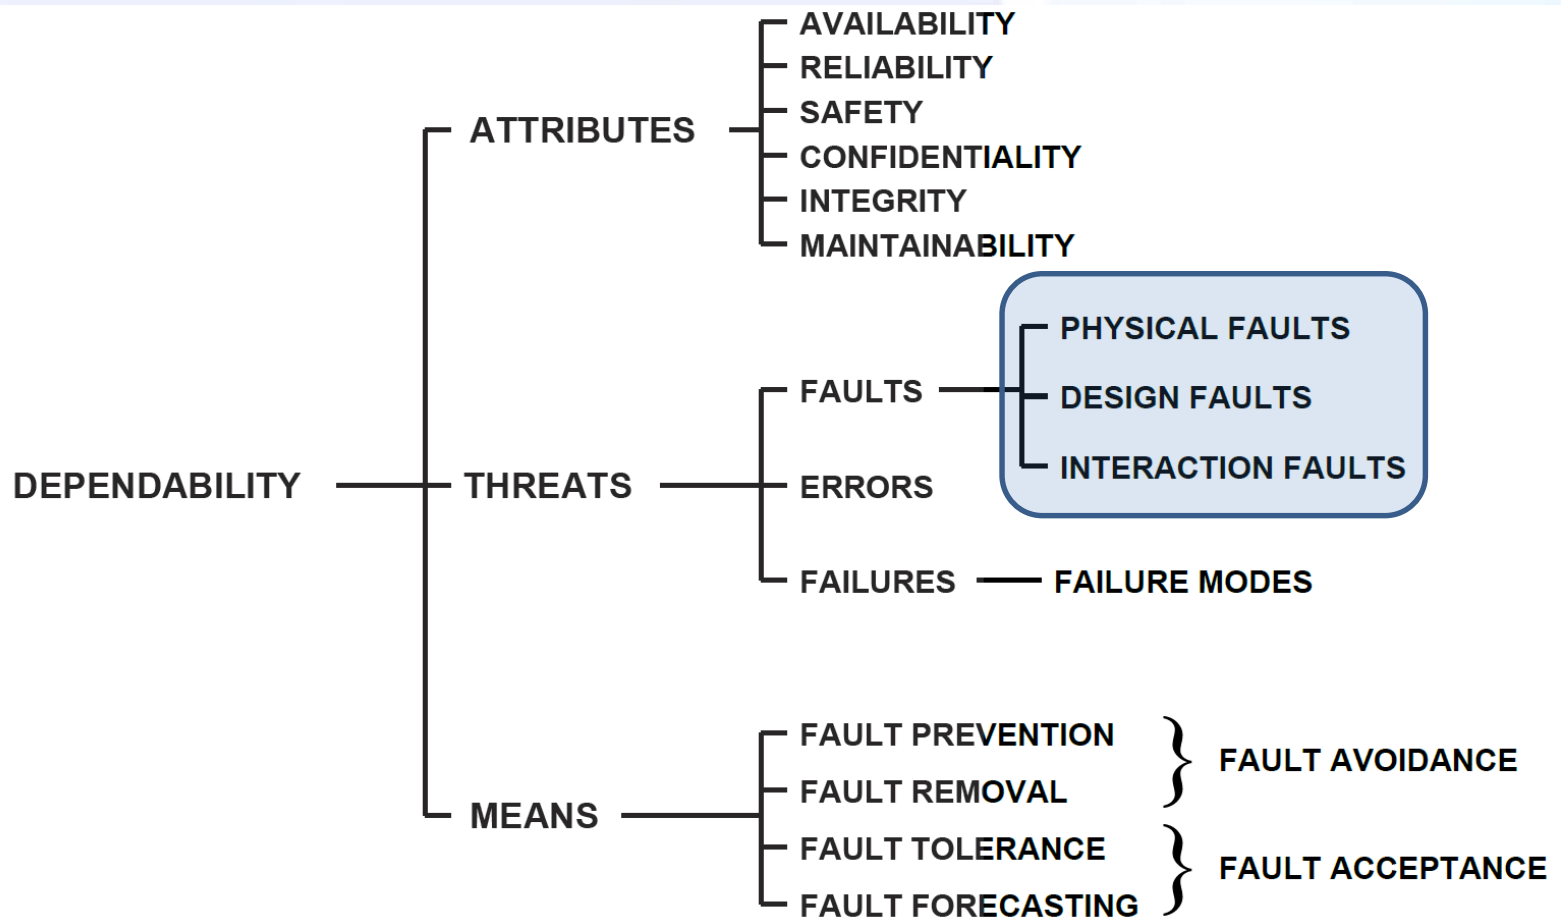 AVAILABILITY
RELIABILITY
SAFETY
ATTRIBUTES
CONFIDENTIALITY
INTEGRITY
MAINTAINABILITY
PHYSICAL FAULTS
FAULTS
DESIGN FAULTS
INTERACTION FAULTS
DEPENDABILITY
THREATS
ERRORS
FAILURES
FAILURE MODES
FAULT PREVENTION
FAULT AVOIDANCE
FAULT REMOVAL
MEANS
FAULT TOLERANCE
FAULT ACCEPTANCE
FAULT FORECASTING